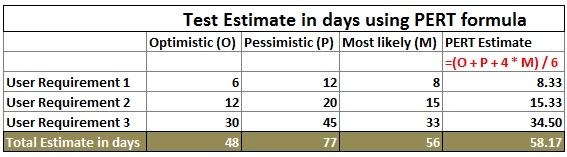 Test Estimate in days using PERT formula
Optimistic (O) Pessimistic (P) Most likely (M) PERT Estimate
=(O + P + 4 * M) / 6
User Requirement 1 6 12 8 8.33
User Requirement 2 12 20 15 15.33
User Requirement 3 30 45 33 34.50
Total Estimate in days 48 77 56 58.17